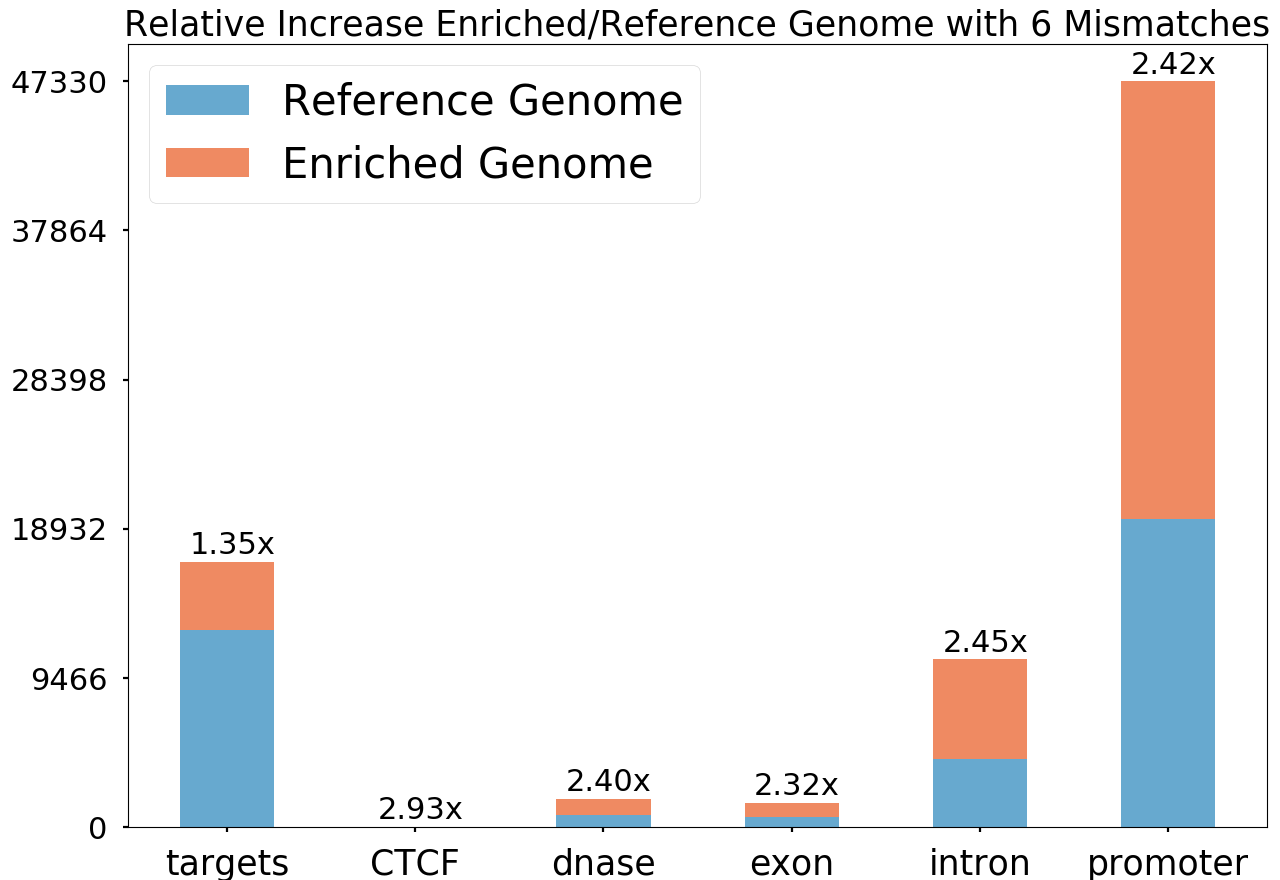 Relative Increase Enriched/Reference Genome with 6 Mismatches
Reference Genome
Enriched Genome
47330
37864
28398
18932
9466
0
1.35x
2.93x
2.40x
2.32x
2.45x
2.42x
targets
CTCF
dnase
exon
intron
promoter